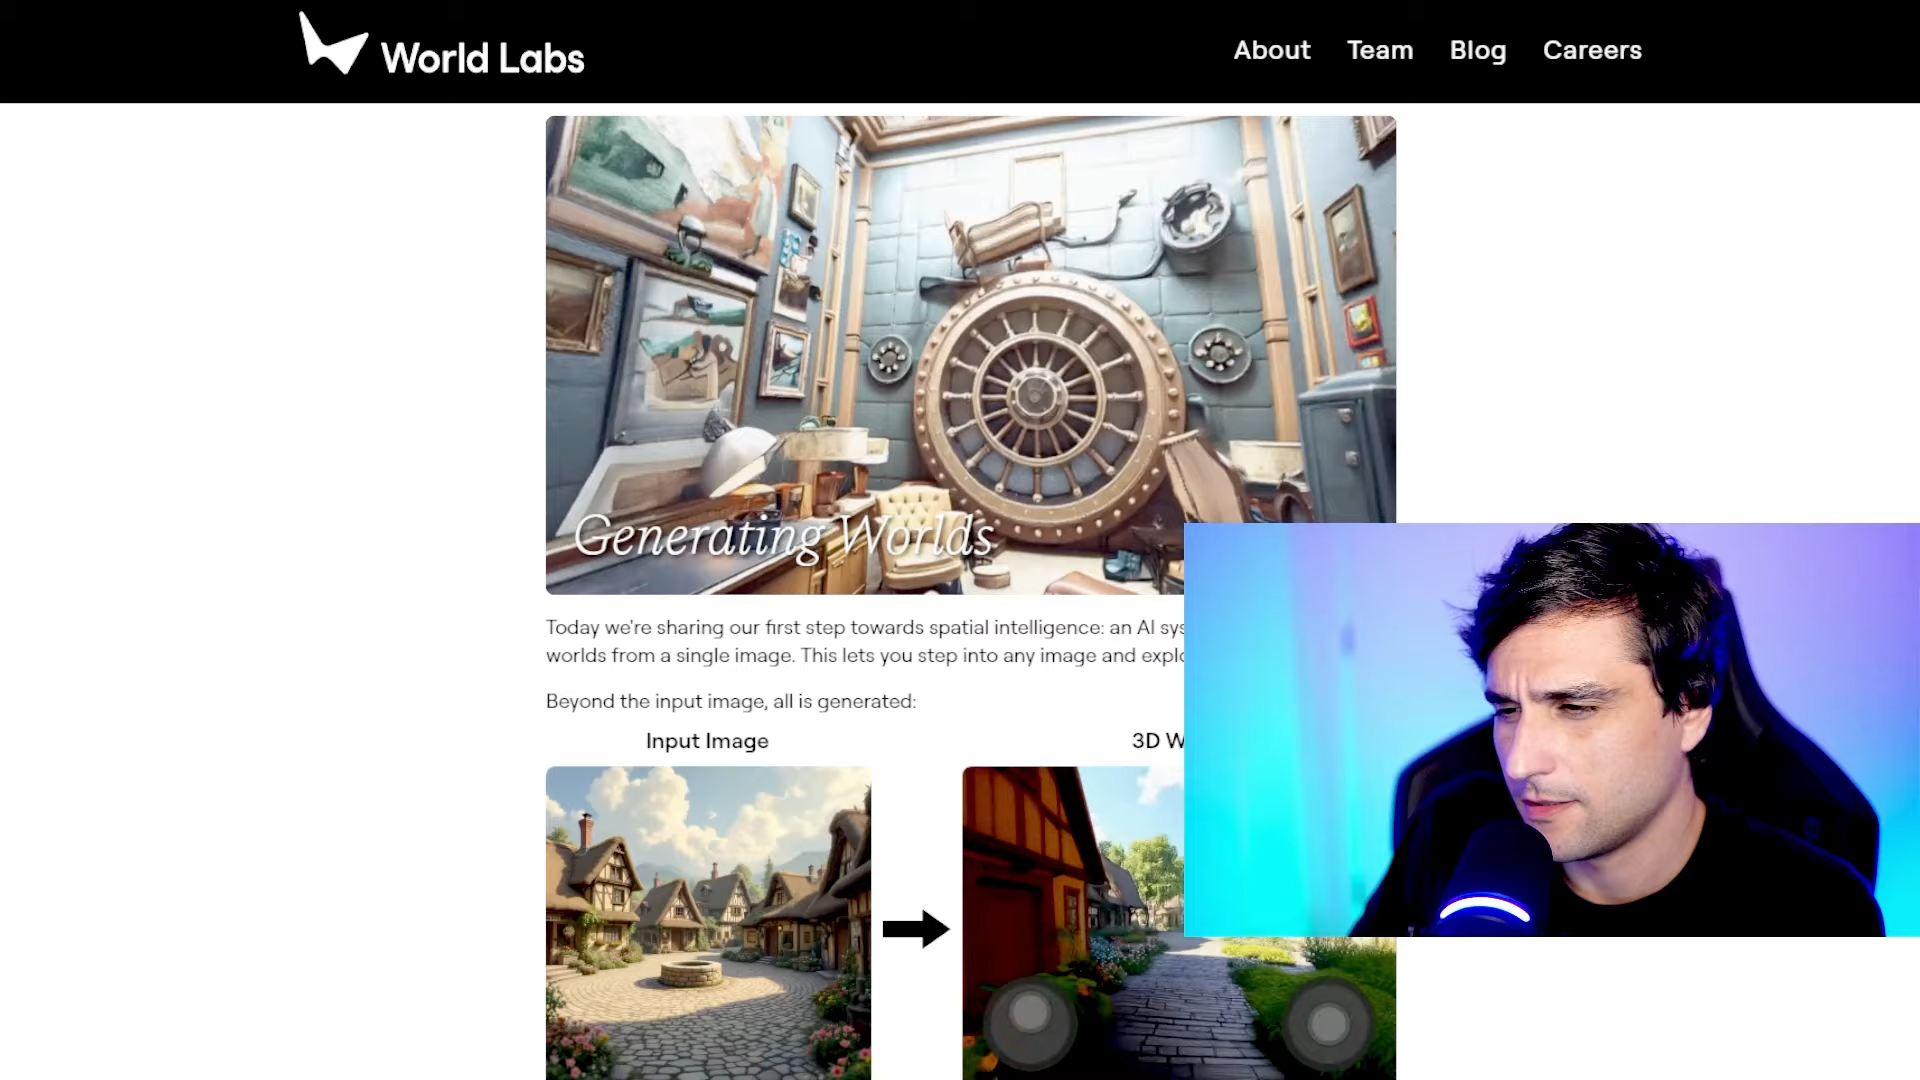 World Labs
About Team Blog Careers
Generating Worlds
Today we're sharing our first step towards spatial intelligence: an AI
worlds from a single image. This lets you step into any image and
Beyond the input image, all is generated:
Input Image
3D